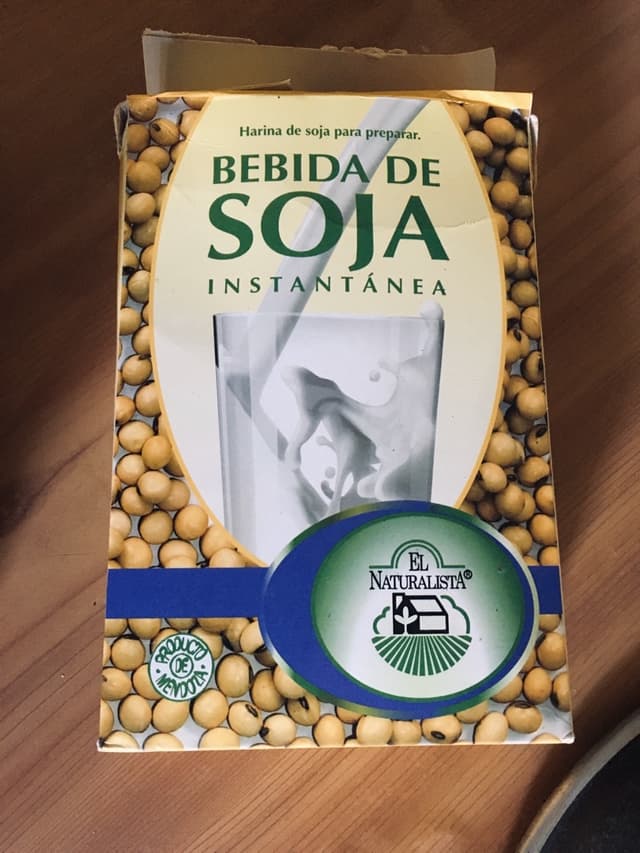 Harina de soja para preparar.
BEBIDA DE
SOJA
INSTANTÁNEA
EL
NATURALISTA®
PRODUCTO
DE
MENDOZA